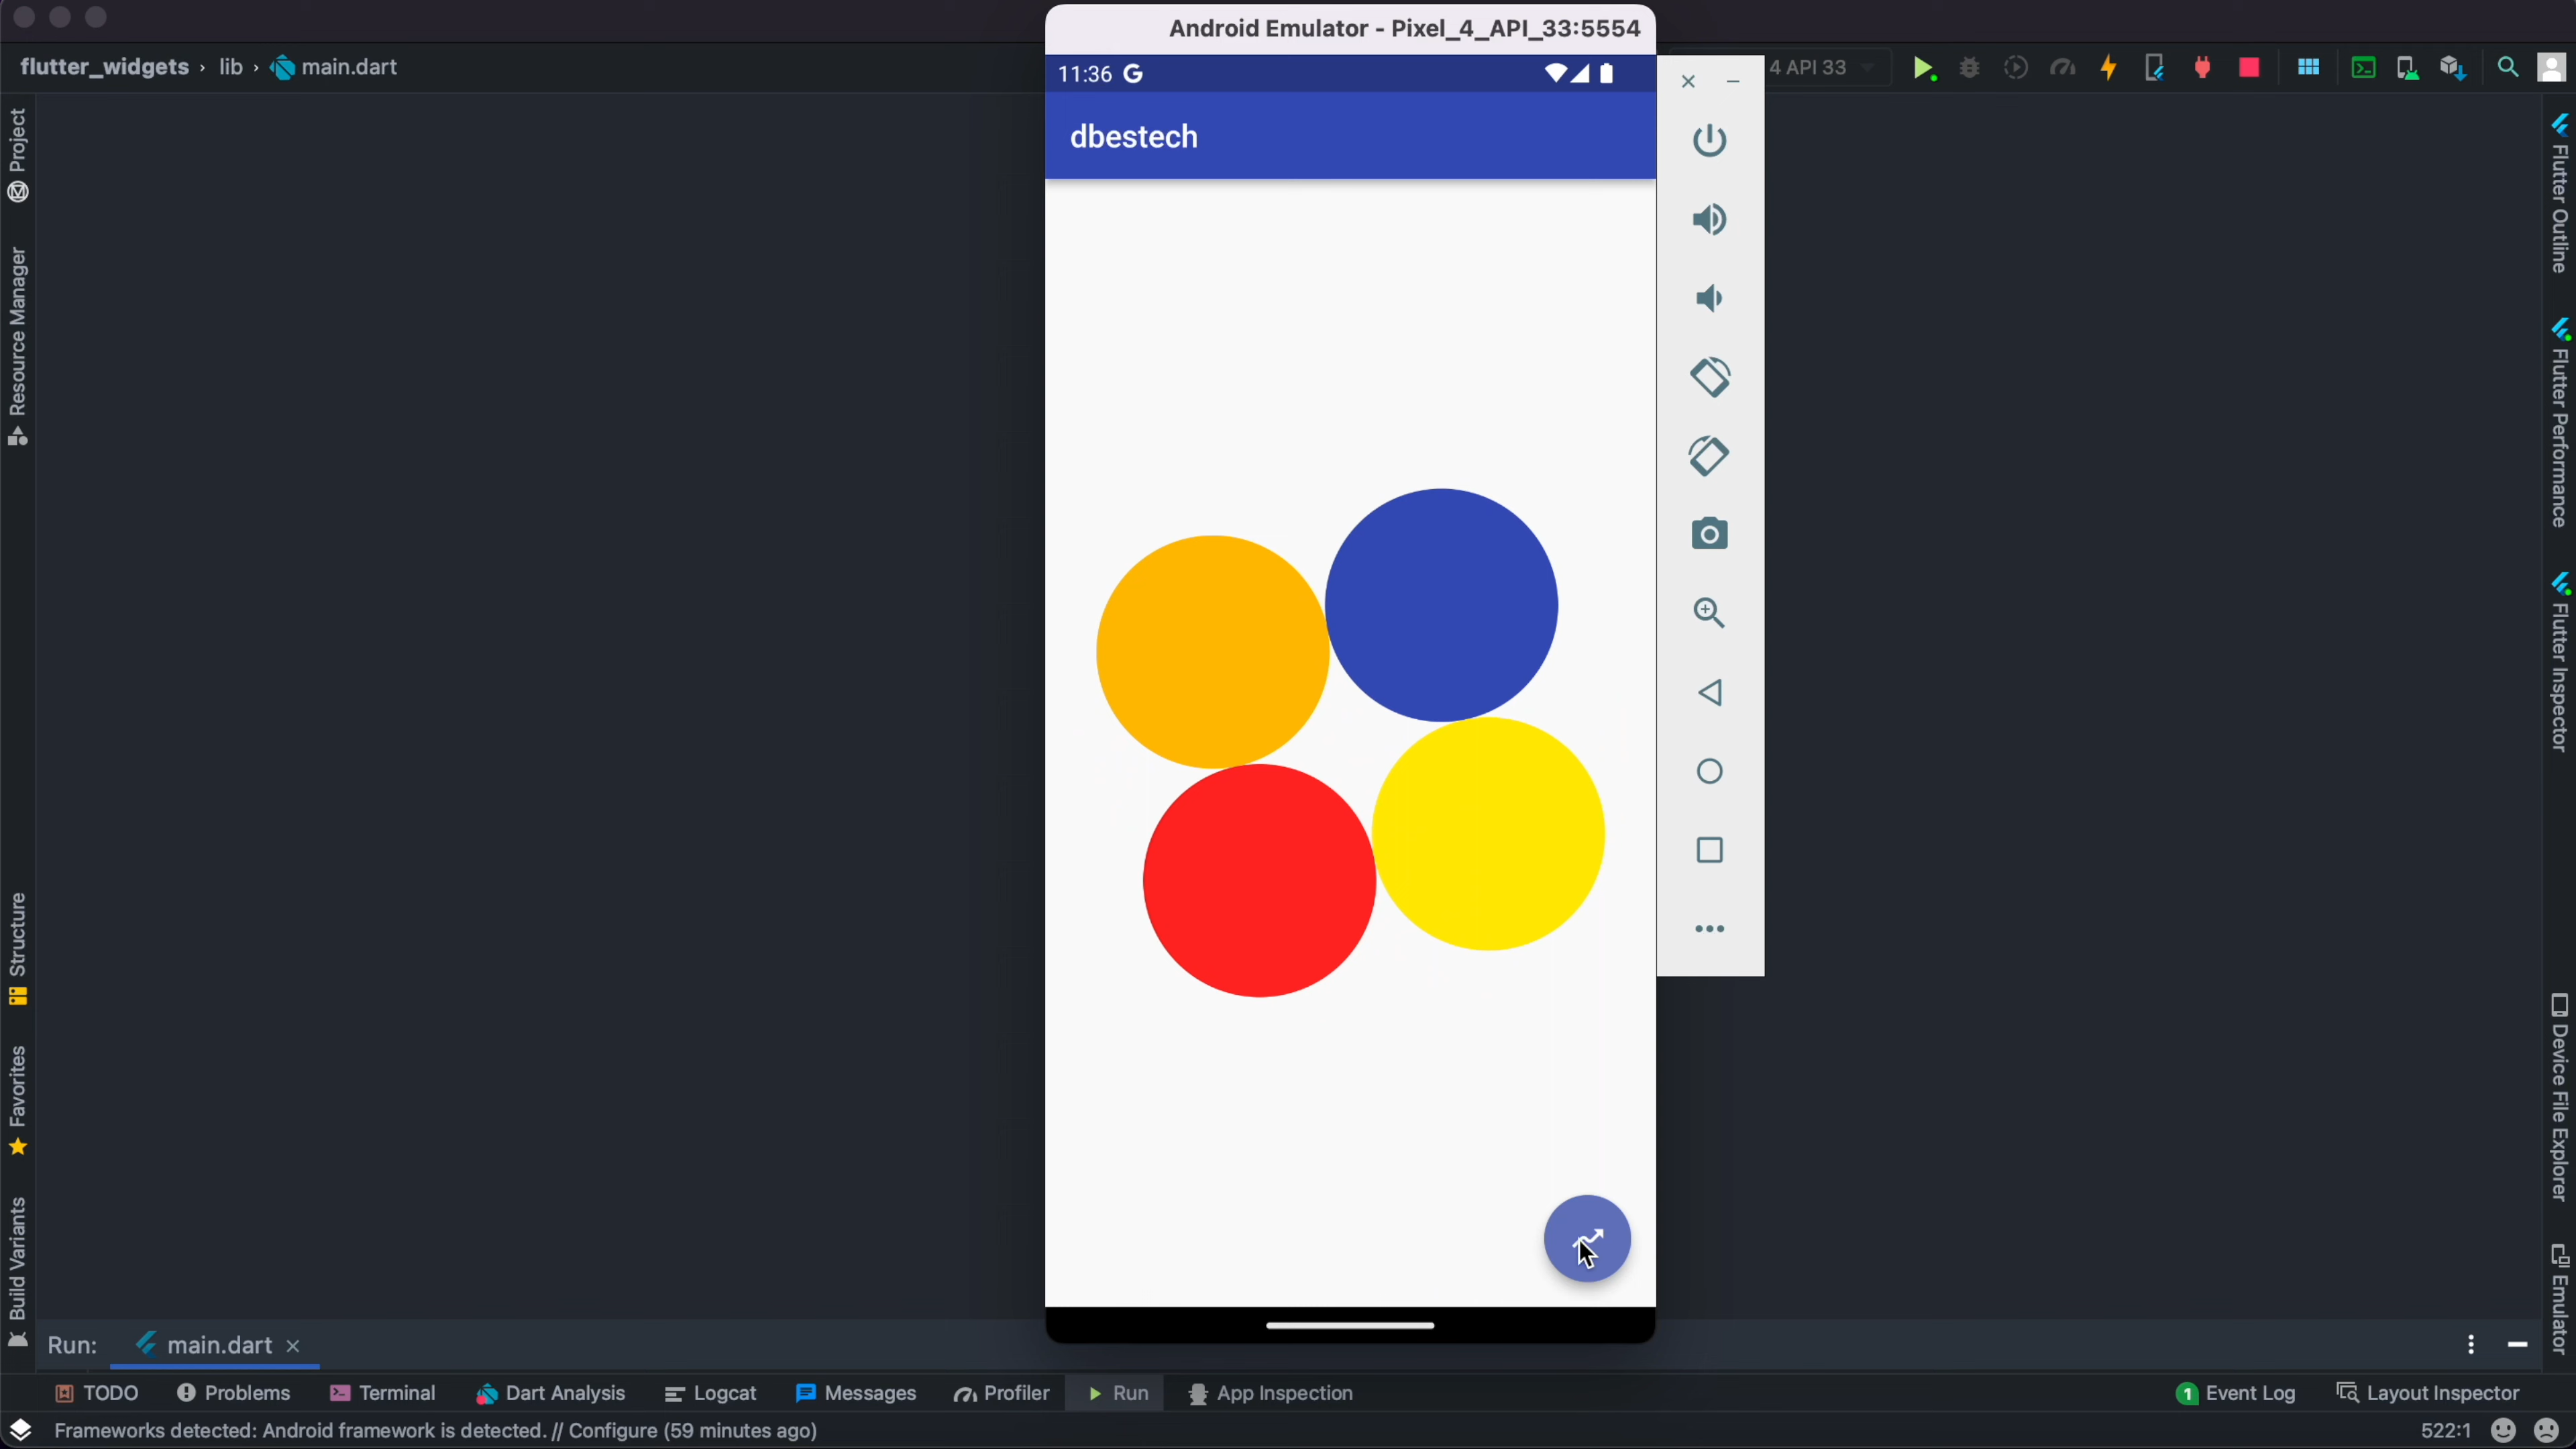 Android Emulator - Pixel_4_API_33:5554
flutter_widgets › lib › main.dart
4 API 33
11:36 G
dbestech
Project
Resource Manager
Structure
Favorites
Build Variants
Flutter Outline
Flutter Performance
Flutter Inspector
Device File Explorer
Emulator
Run: main.dart
TODO Problems Terminal Dart Analysis Logcat Messages Profiler Run App Inspection 1 Event Log Layout Inspector
Frameworks detected: Android framework is detected. // Configure (59 minutes ago) 522:1